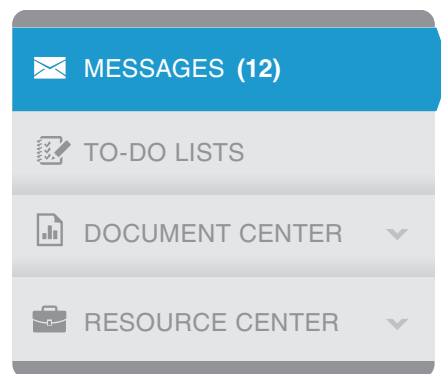 MESSAGES (12)
TO-DO LISTS
DOCUMENT CENTER
RESOURCE CENTER